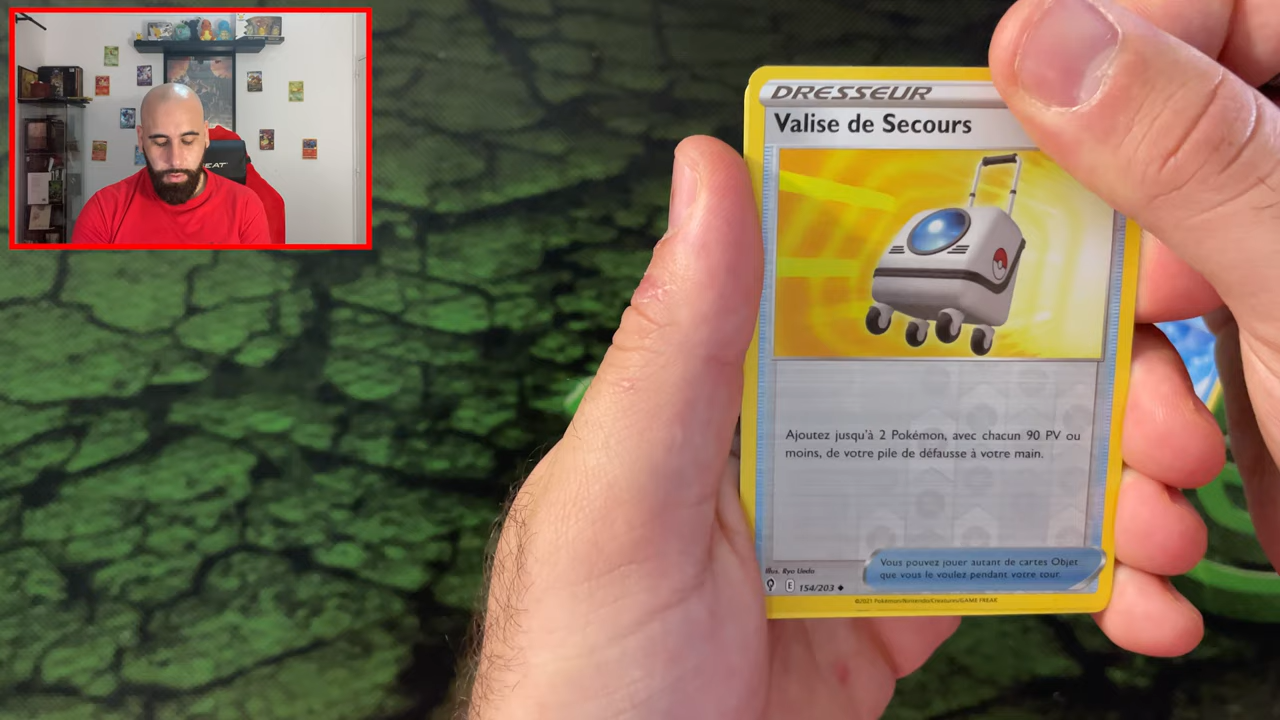 DRESSEUR
Valise de Secours
Ajoutez jusqu'à 2 Pokémon, avec chacun 90 PV ou
moins, de votre pile de défausse à votre main.
Vous pouvez jouer autant de cartes Objet
que vous le voulez pendant votre tour.
Illus. Ryo Ueda
E 154/203
©2021 Pokémon/Nintendo/Creatures/GAME FREAK
EAT